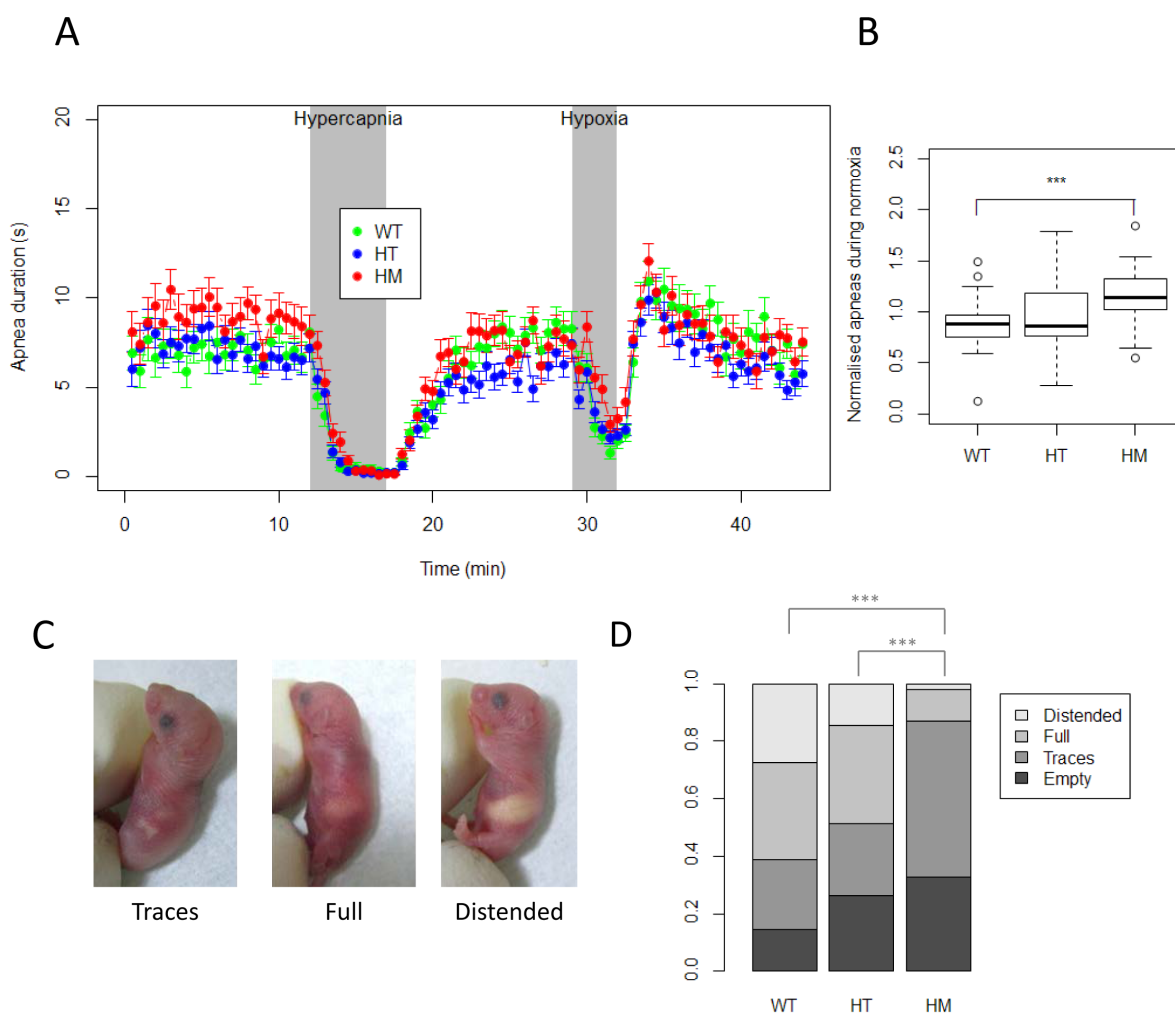 A
Apnea duration (s)
20
15
10
5
0
Hypercapnia
Hypoxia
WT
HT
HM
0
10
20
30
40
Time (min)
B
Normalised apneas during normoxia
2.5
2.0
1.5
1.0
0.5
0.0
***
WT
HT
HM
C
Traces
Full
Distended
D
***
***
1.0
0.8
0.6
0.4
0.2
0.0
WT
HT
HM
Distended
Full
Traces
Empty